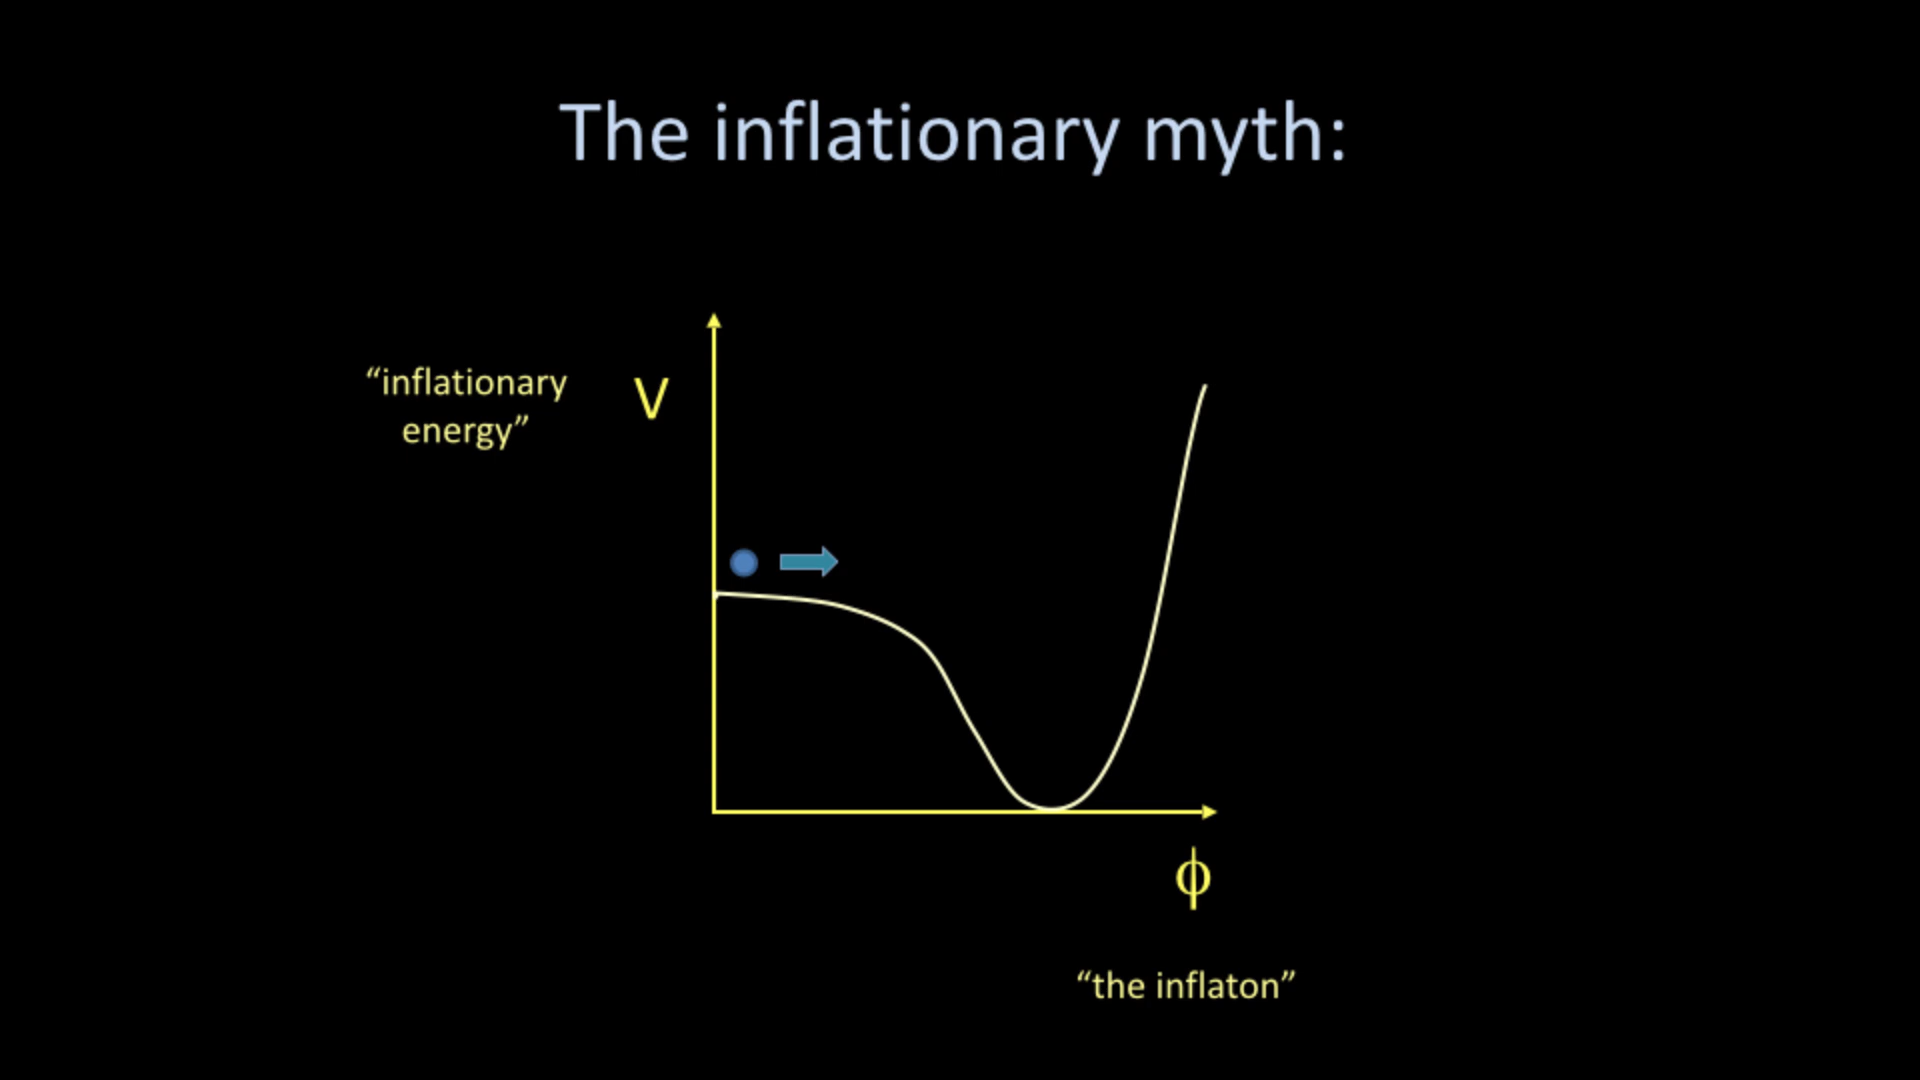 The inflationary myth:
“inflationary
energy”
V
ϕ
“the inflaton”